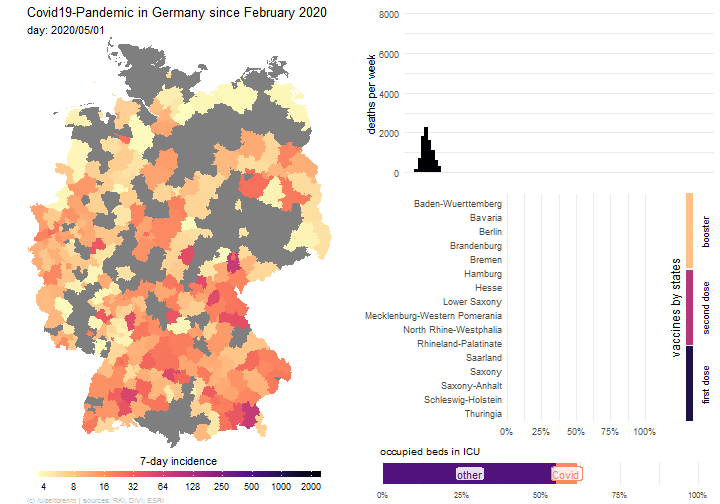 Covid19-Pandemic in Germany since February 2020
day: 2020/05/01
7-day incidence
4 8 16 32 64 128 256 500 1000 2000
(c) /u/zeitbremt | sources: RKI, DIVI, ESRI
deaths per week
8000
6000
4000
2000
0
Baden-Wuerttemberg
Bavaria
Berlin
Brandenburg
Bremen
Hamburg
Hesse
Lower Saxony
Mecklenburg-Western Pomerania
North Rhine-Westphalia
Rhineland-Palatinate
Saarland
Saxony
Saxony-Anhalt
Schleswig-Holstein
Thuringia
0% 25% 50% 75% 100%
vaccines by states
booster
second dose
first dose
occupied beds in ICU
other
Covid
0% 25% 50% 75% 100%